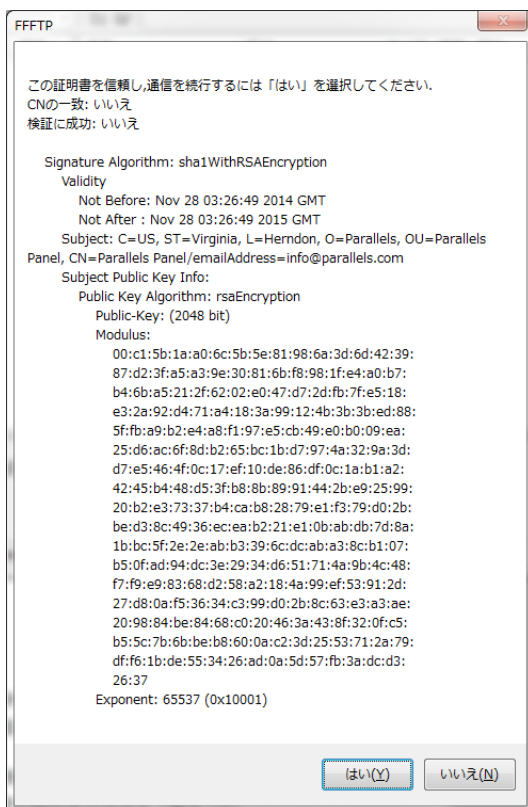 FFFTP
この証明書を信頼し,通信を続行するには「はい」を選択してください.
CNの一致: いいえ
検証に成功: いいえ
Signature Algorithm: sha1WithRSAEncryption
Validity
Not Before: Nov 28 03:26:49 2014 GMT
Not After : Nov 28 03:26:49 2015 GMT
Subject: C=US, ST=Virginia, L=Herndon, O=Parallels, OU=Parallels
Panel, CN=Parallels Panel/emailAddress=info@parallels.com
Subject Public Key Info:
Public Key Algorithm: rsaEncryption
Public-Key: (2048 bit)
Modulus:
00:c1:5b:1a:a0:6c:5b:5e:81:98:6a:3d:6d:42:39:
87:d2:3f:a5:a3:9e:30:81:6b:f8:98:1f:e4:a0:b7:
b4:6b:a5:21:2f:62:02:e0:47:d7:2d:fb:7f:e5:18:
e3:2a:92:d4:71:a4:18:3a:99:12:4b:3b:3b:ed:88:
5f:fb:a9:b2:e4:a8:f1:97:e5:cb:49:e0:b0:09:ea:
25:d6:ac:6f:8d:b2:65:bc:1b:d7:97:4a:32:9a:3d:
d7:e5:46:4f:0c:17:ef:10:de:86:df:0c:1a:b1:a2:
42:45:b4:48:d5:3f:b8:8b:89:91:44:2b:e9:25:99:
20:b2:e3:73:37:b4:ca:b8:28:79:e1:f3:79:d0:2b:
be:d3:8c:49:36:ec:ea:b2:21:e1:0b:ab:db:7d:8a:
1b:bc:5f:2e:2e:ab:b3:39:6c:dc:ab:a3:8c:b1:07:
b5:0f:ad:94:dc:3e:29:34:d6:51:71:4a:9b:4c:48:
f7:f9:e9:83:68:d2:58:a2:18:4a:99:ef:53:91:2d:
27:d8:0a:f5:36:34:c3:99:d0:2b:8c:63:e3:a3:ae:
20:98:84:be:84:68:c0:20:46:3a:43:8f:32:0f:c5:
b5:5c:7b:6b:be:b8:60:0a:c2:3d:25:53:71:2a:79:
df:f6:1b:de:55:34:26:ad:0a:5d:57:fb:3a:dc:d3:
26:37
Exponent: 65537 (0x10001)
はい(Y)
いいえ(N)